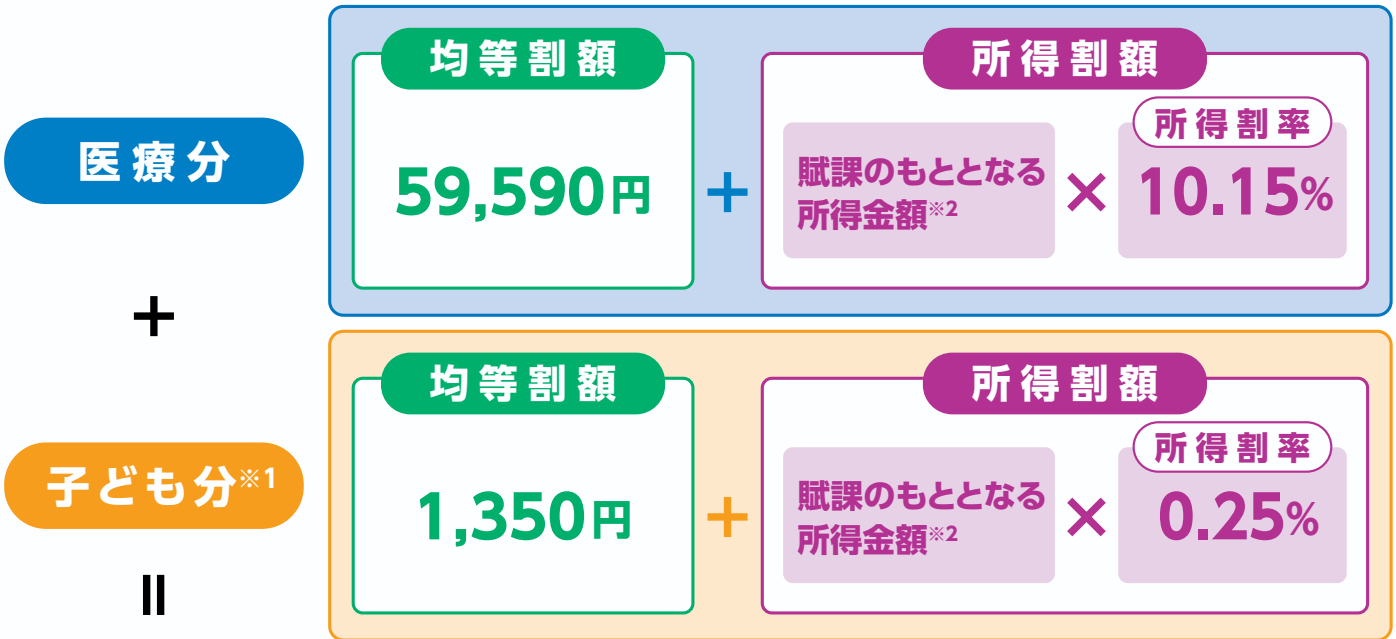 医療分
均等割額
59,590円
+
所得割額
賦課のもととなる
所得金額※2
×
所得割率
10.15%
+
子ども分※1
均等割額
1,350円
+
所得割額
賦課のもととなる
所得金額※2
×
所得割率
0.25%
=